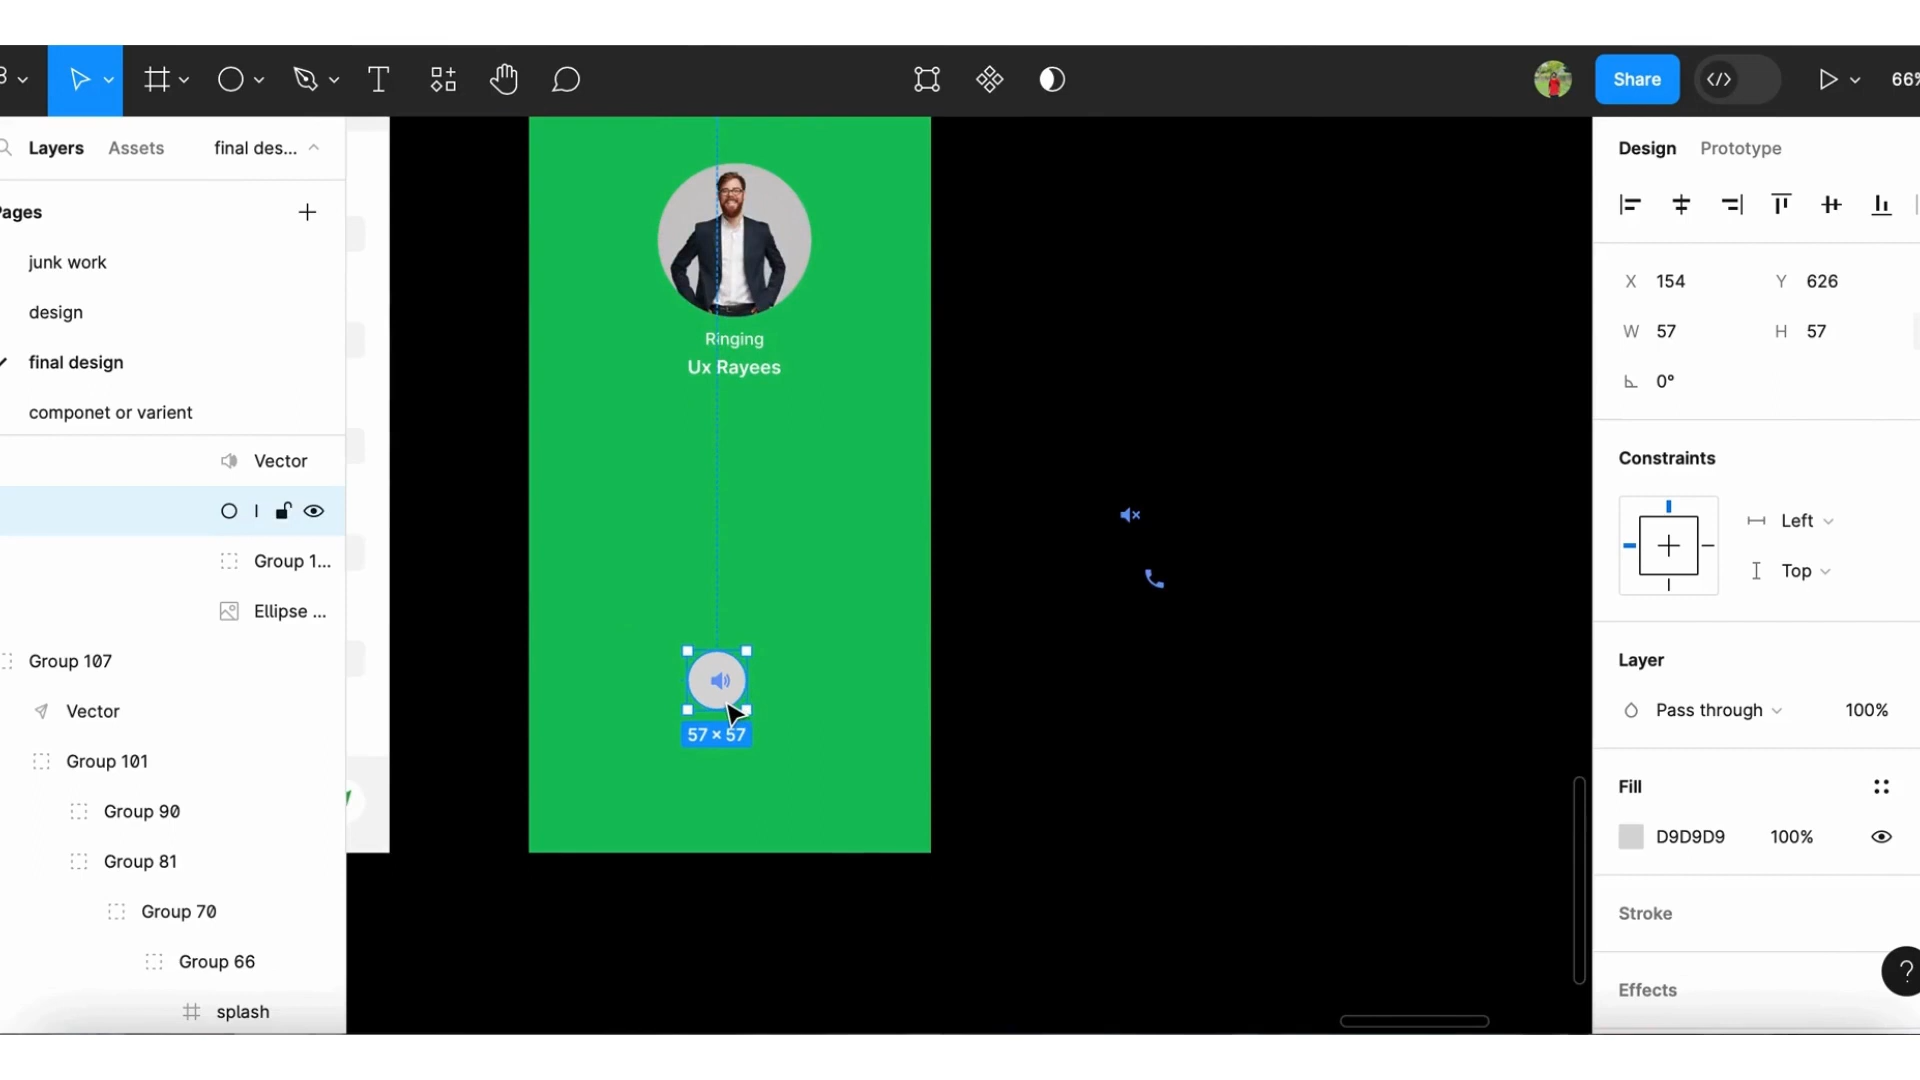 Share
66%
Layers
Assets
final des...
Pages
junk work
design
final design
componet or varient
Vector
Group 1...
Ellipse ...
Group 107
Vector
Group 101
Group 90
Group 81
Group 70
Group 66
splash
Ringing
Ux Rayees
57 × 57
Design
Prototype
X 154
Y 626
W 57
H 57
0°
Constraints
Left
Top
Layer
Pass through
100%
Fill
D9D9D9
100%
Stroke
Effects
?